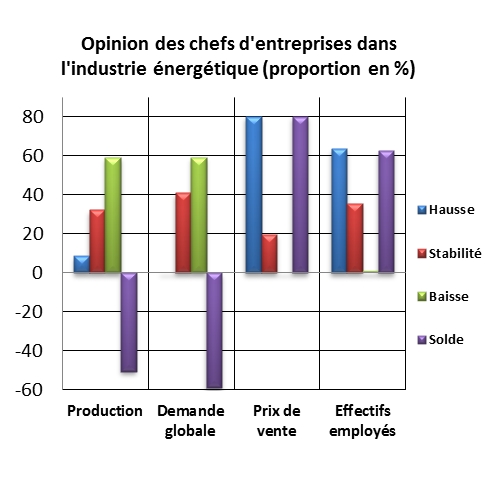 Opinion des chefs d'entreprises dans
l'industrie énergétique (proportion en %)
80
60
40
20
0
-20
-40
-60
Production
Demande
globale
Prix de
vente
Effectifs
employés
Hausse
Stabilité
Baisse
Solde